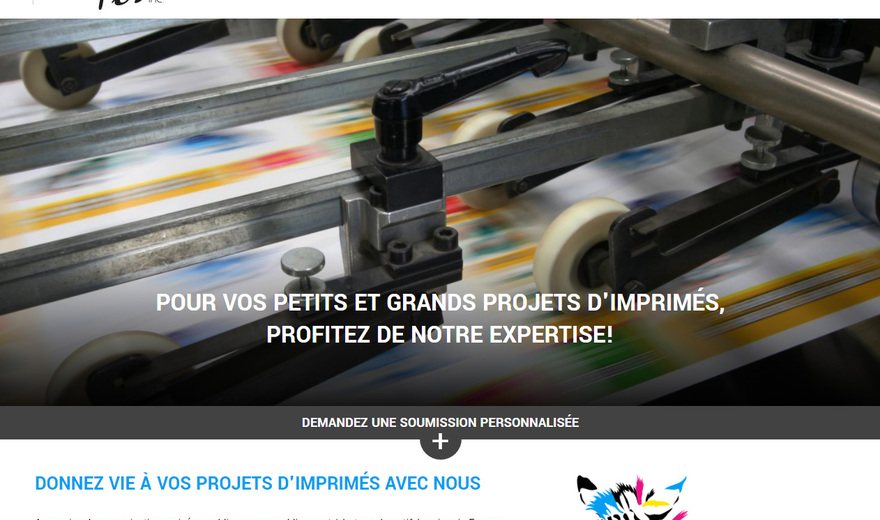 POUR VOS PETITS ET GRANDS PROJETS D'IMPRIMÉS,
PROFITEZ DE NOTRE EXPERTISE!
DEMANDEZ UNE SOUMISSION PERSONNALISÉE
+
DONNEZ VIE À VOS PROJETS D'IMPRIMÉS AVEC NOUS